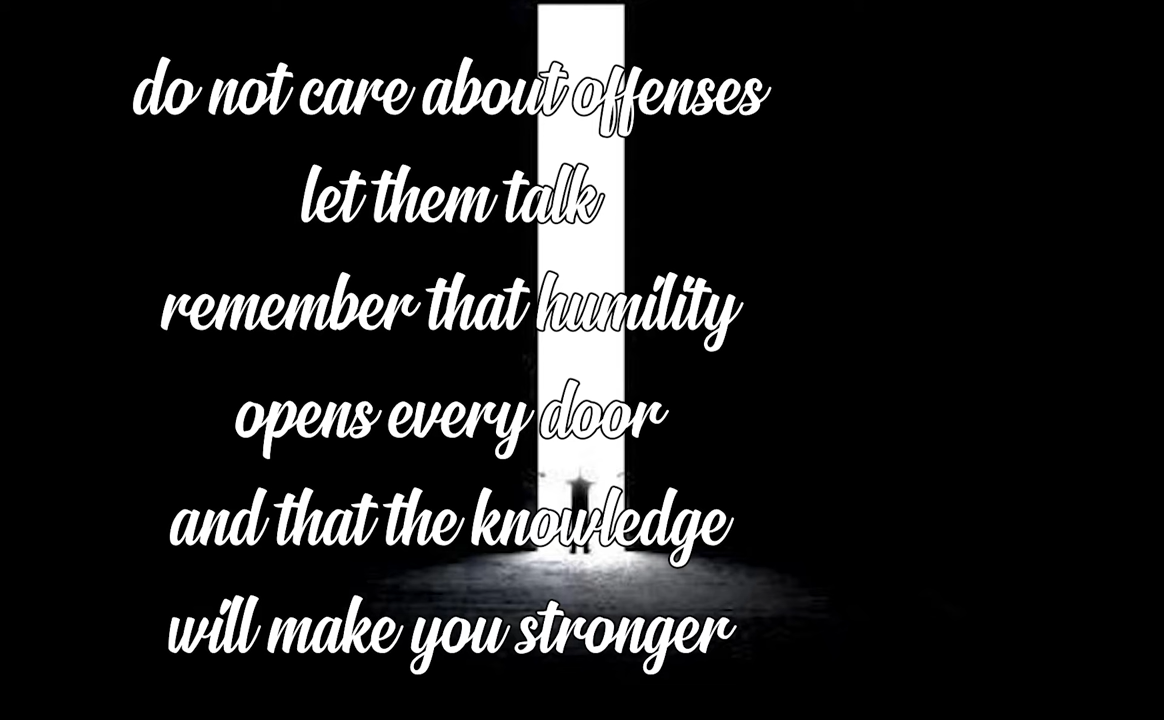 do not care about offenses
let them talk
remember that humility
opens every door
and that the knowledge
will make you stronger